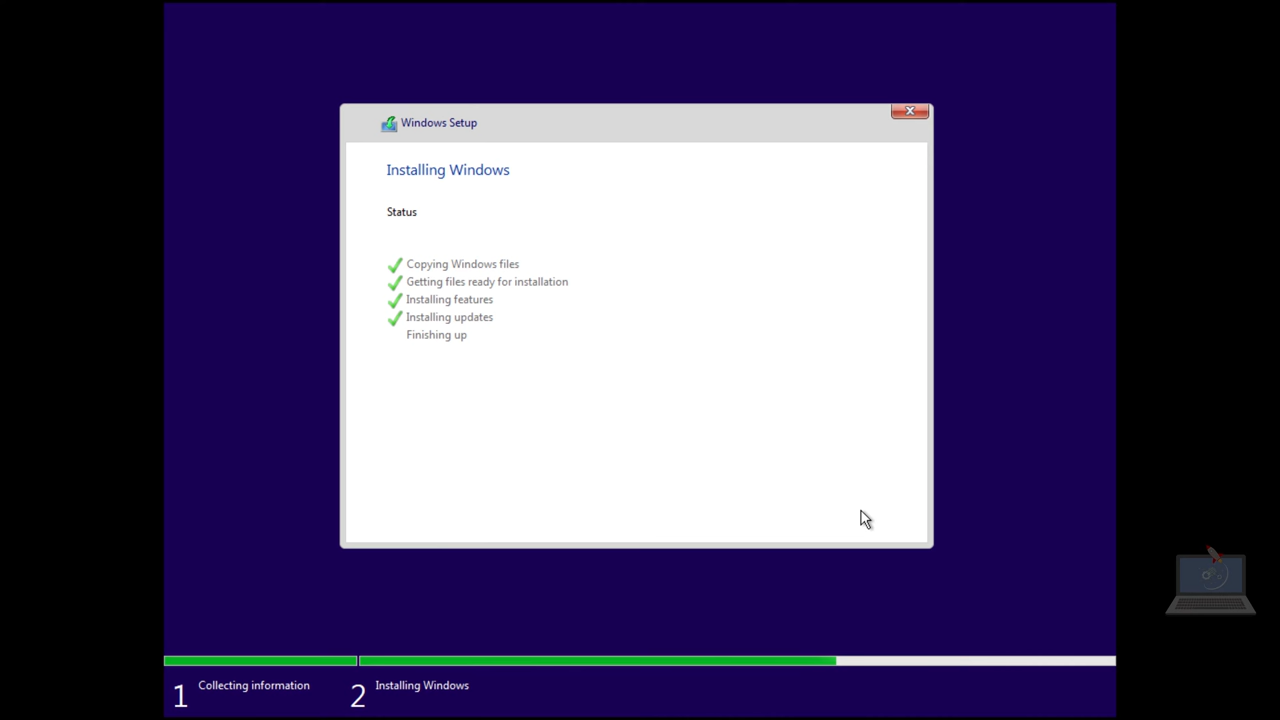 Windows Setup
Installing Windows
Status
Copying Windows files
Getting files ready for installation
Installing features
Installing updates
Finishing up
1 Collecting information
2 Installing Windows